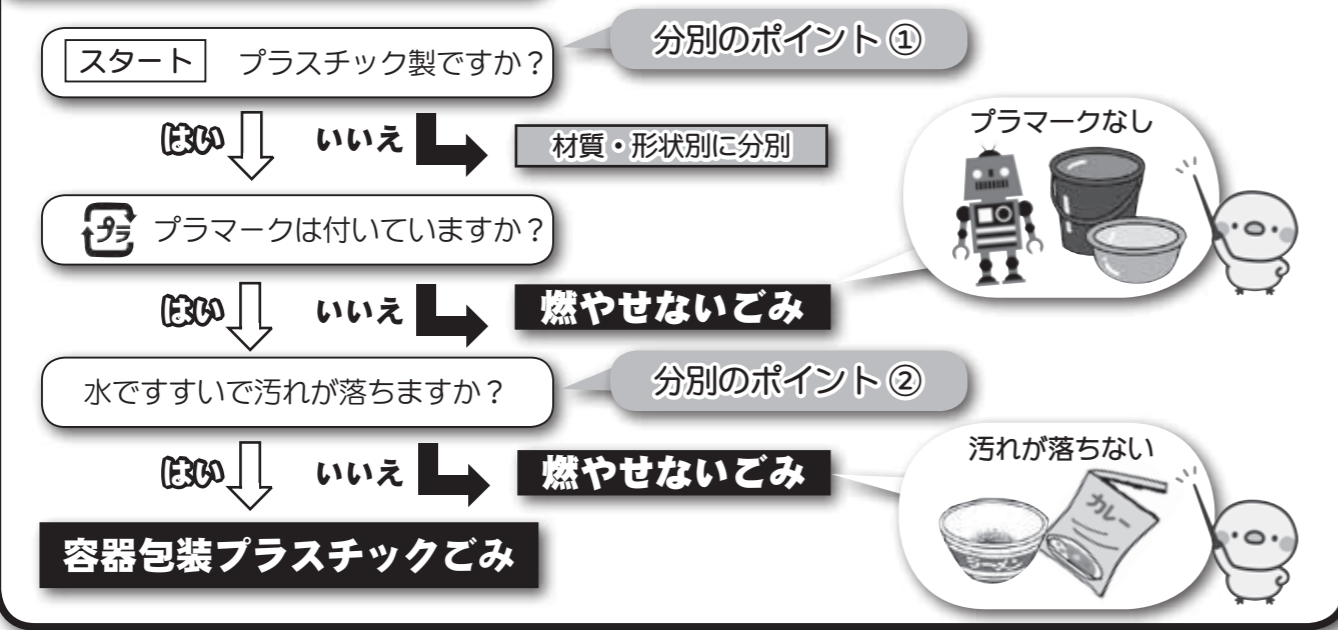 スタート プラスチック製ですか?
分別のポイント①
はい いいえ 材質・形状別に分別
プラマークなし
プラ プラマークは付いていますか?
はい いいえ 燃やせないごみ
水ですすいで汚れが落ちますか?
分別のポイント②
はい いいえ 燃やせないごみ
汚れが落ちない
カレー
容器包装プラスチックごみ